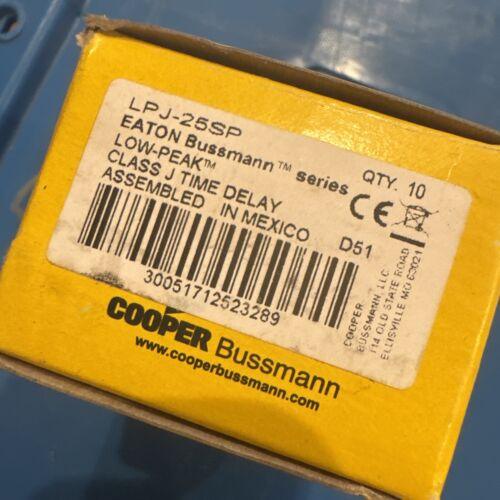 LPJ-25SP
EATON Bussmann™ series
LOW-PEAK™
CLASS J TIME DELAY
ASSEMBLED IN MEXICO
QTY. 10
CE
D51
30051712523289
COOPER
BUSSMANN, LLC.
114 OLD STATE ROAD
ELLISVILLE MO 63021
COOPER Bussmann
www.cooperbussmann.com